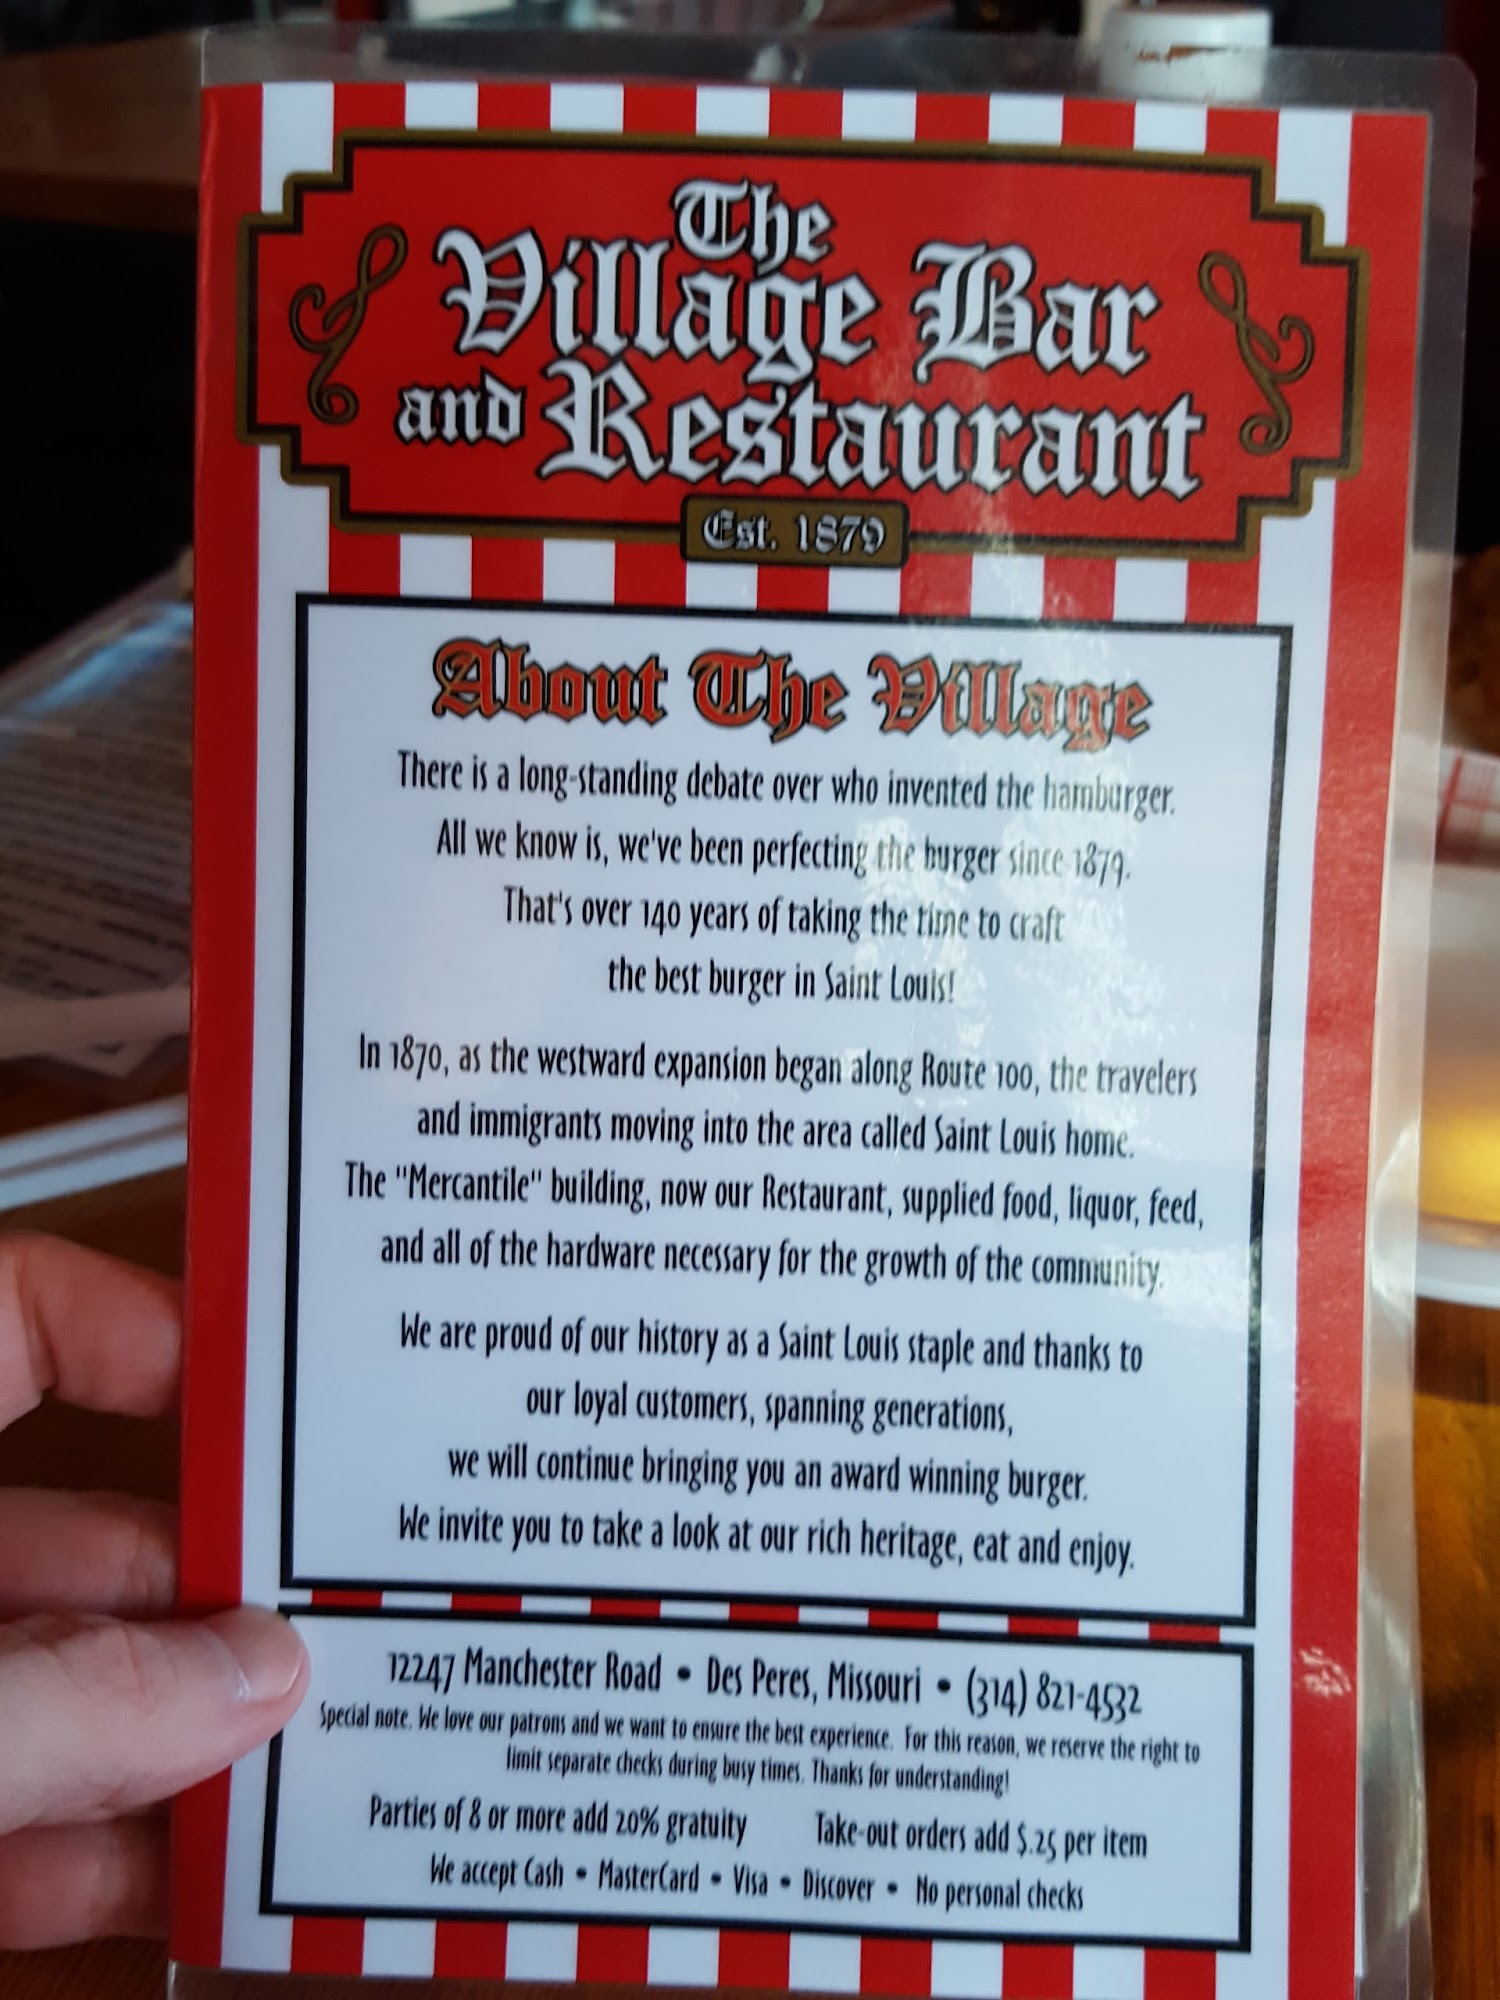 The
Village Bar
and Restaurant
Est. 1879
About The Village
There is a long-standing debate over who invented the hamburger.
All we know is, we've been perfecting the burger since 1879.
That's over 140 years of taking the time to craft
the best burger in Saint Louis!
In 1870, as the westward expansion began along Route 100, the travelers
and immigrants moving into the area called Saint Louis home.
The "Mercantile" building, now our Restaurant, supplied food, liquor, feed,
and all of the hardware necessary for the growth of the community.
We are proud of our history as a Saint Louis staple and thanks to
our loyal customers, spanning generations,
we will continue bringing you an award winning burger.
We invite you to take a look at our rich heritage, eat and enjoy.
12247 Manchester Road • Des Peres, Missouri • (314) 821-4532
Special note. We love our patrons and we want to ensure the best experience. For this reason, we reserve the right to
limit separate checks during busy times. Thanks for understanding!
Parties of 8 or more add 20% gratuity Take-out orders add $.25 per item
We accept Cash • MasterCard • Visa • Discover • No personal checks